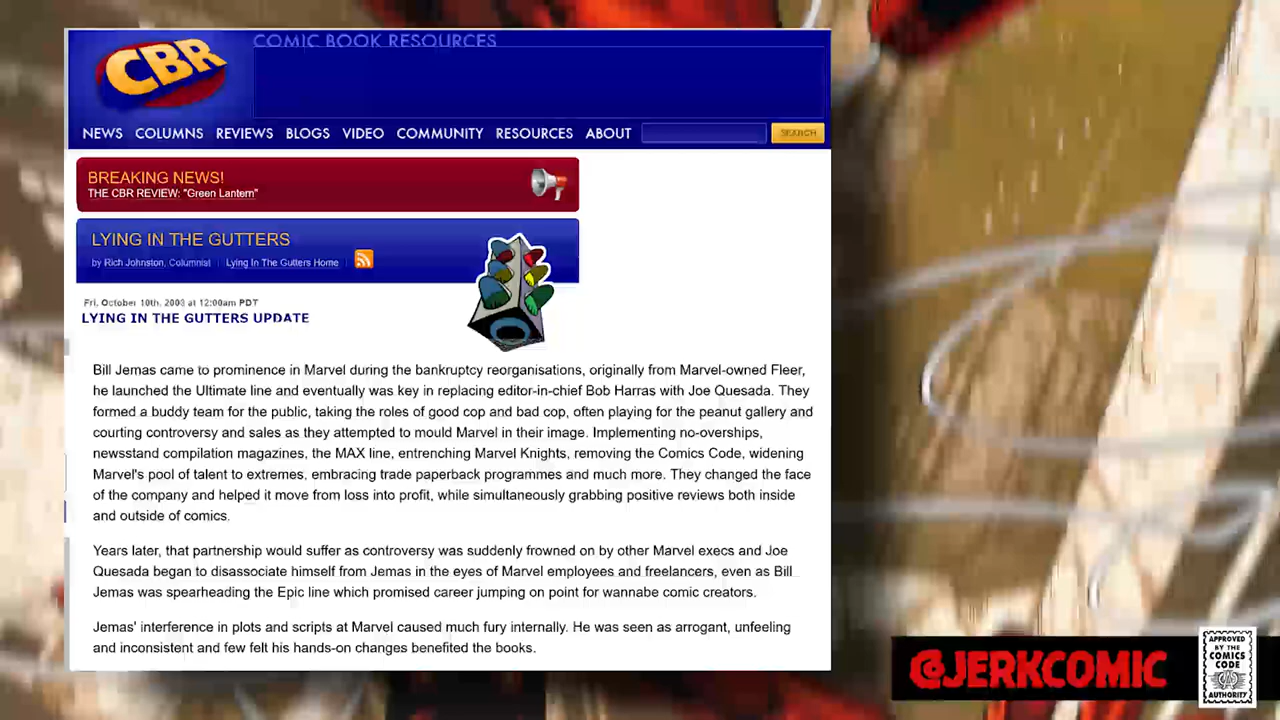 CBR
COMIC BOOK RESOURCES
NEWS COLUMNS REVIEWS BLOGS VIDEO COMMUNITY RESOURCES ABOUT SEARCH
BREAKING NEWS!
THE CBR REVIEW: "Green Lantern"
LYING IN THE GUTTERS
by Rich Johnston, Columnist Lying In The Gutters Home
Fri, October 10th, 2003 at 12:00am PDT
LYING IN THE GUTTERS UPDATE
Bill Jemas came to prominence in Marvel during the bankruptcy reorganisations, originally from Marvel-owned Fleer,
he launched the Ultimate line and eventually was key in replacing editor-in-chief Bob Harras with Joe Quesada. They
formed a buddy team for the public, taking the roles of good cop and bad cop, often playing for the peanut gallery and
courting controversy and sales as they attempted to mould Marvel in their image. Implementing no-overships,
newsstand compilation magazines, the MAX line, entrenching Marvel Knights, removing the Comics Code, widening
Marvel's pool of talent to extremes, embracing trade paperback programmes and much more. They changed the face
of the company and helped it move from loss into profit, while simultaneously grabbing positive reviews both inside
and outside of comics.
Years later, that partnership would suffer as controversy was suddenly frowned on by other Marvel execs and Joe
Quesada began to disassociate himself from Jemas in the eyes of Marvel employees and freelancers, even as Bill
Jemas was spearheading the Epic line which promised career jumping on point for wannabe comic creators.
Jemas' interference in plots and scripts at Marvel caused much fury internally. He was seen as arrogant, unfeeling
and inconsistent and few felt his hands-on changes benefited the books.
@JERKCOMIC
APPROVED
BY THE
COMICS
CODE
AUTHORITY